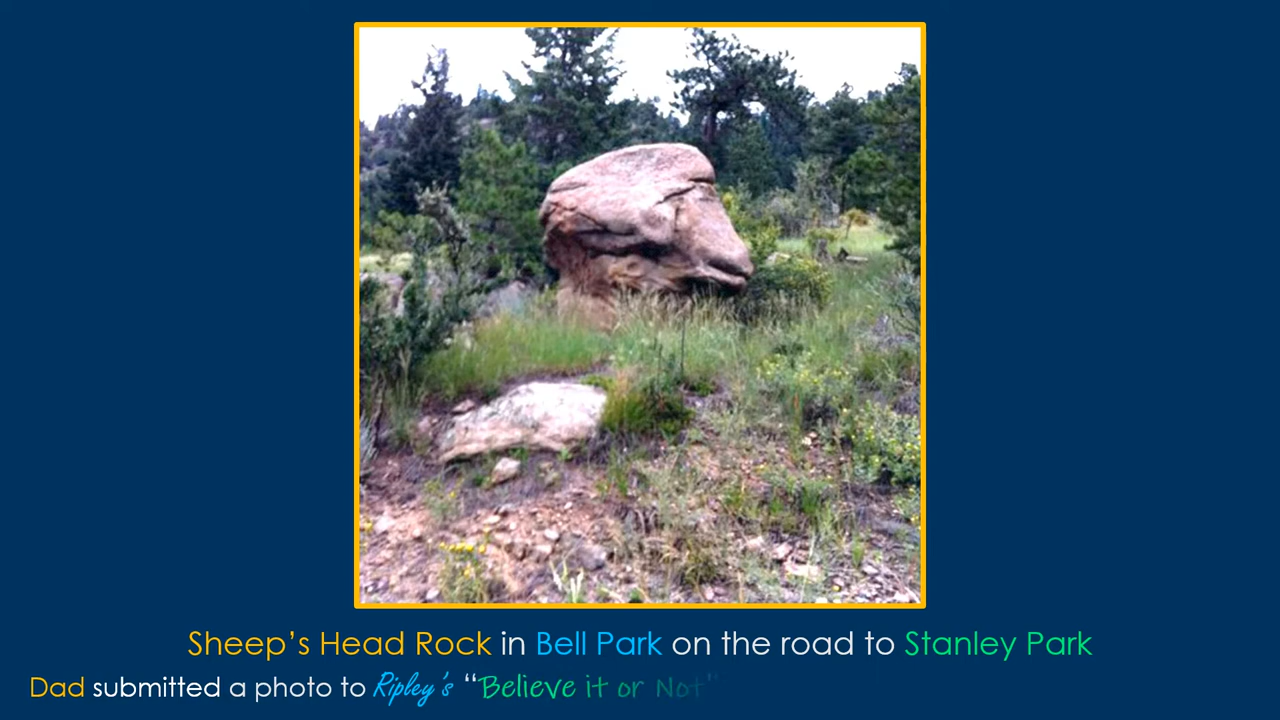 Sheep’s Head Rock in Bell Park on the road to Stanley Park
Dad submitted a photo to Ripley’s “Believe it or Not”